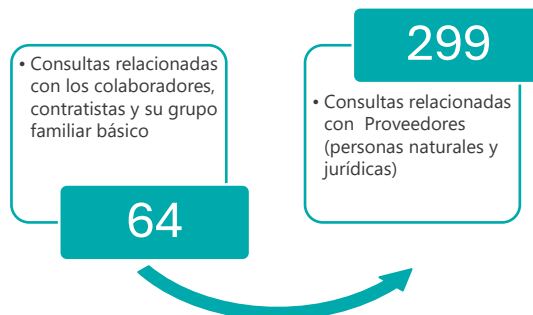 • Consultas relacionadas
con los colaboradores,
contratistas y su grupo
familiar básico
64
299
• Consultas relacionadas
con Proveedores
(personas naturales y
jurídicas)